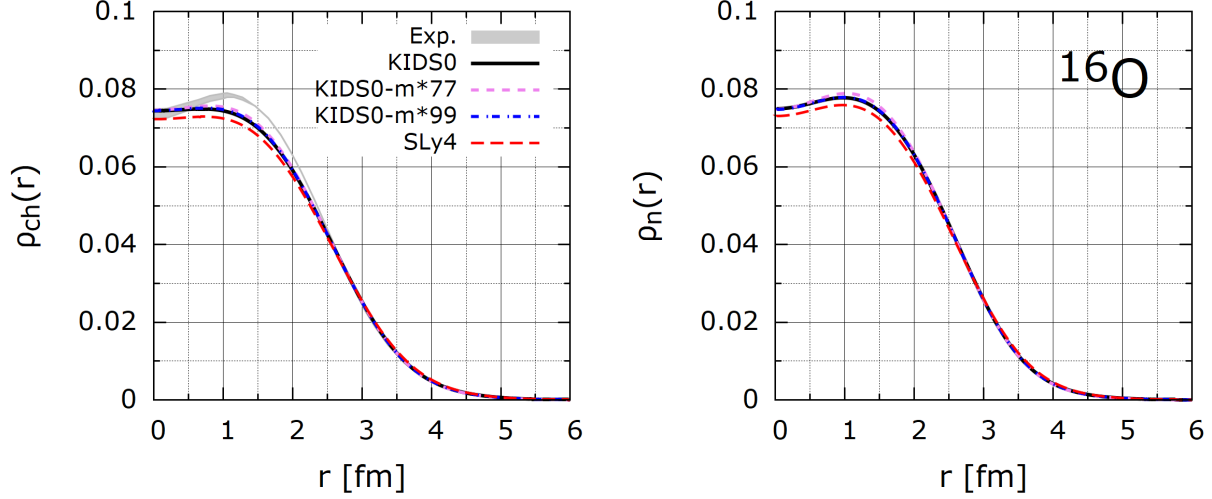 0.1
0.08
0.06
0.04
0.02
0
ρch(r)
Exp.
KIDS0
KIDS0-m*77
KIDS0-m*99
SLy4
0 1 2 3 4 5 6
r [fm]
0.1
0.08
0.06
0.04
0.02
0
ρn(r)
16O
0 1 2 3 4 5 6
r [fm]